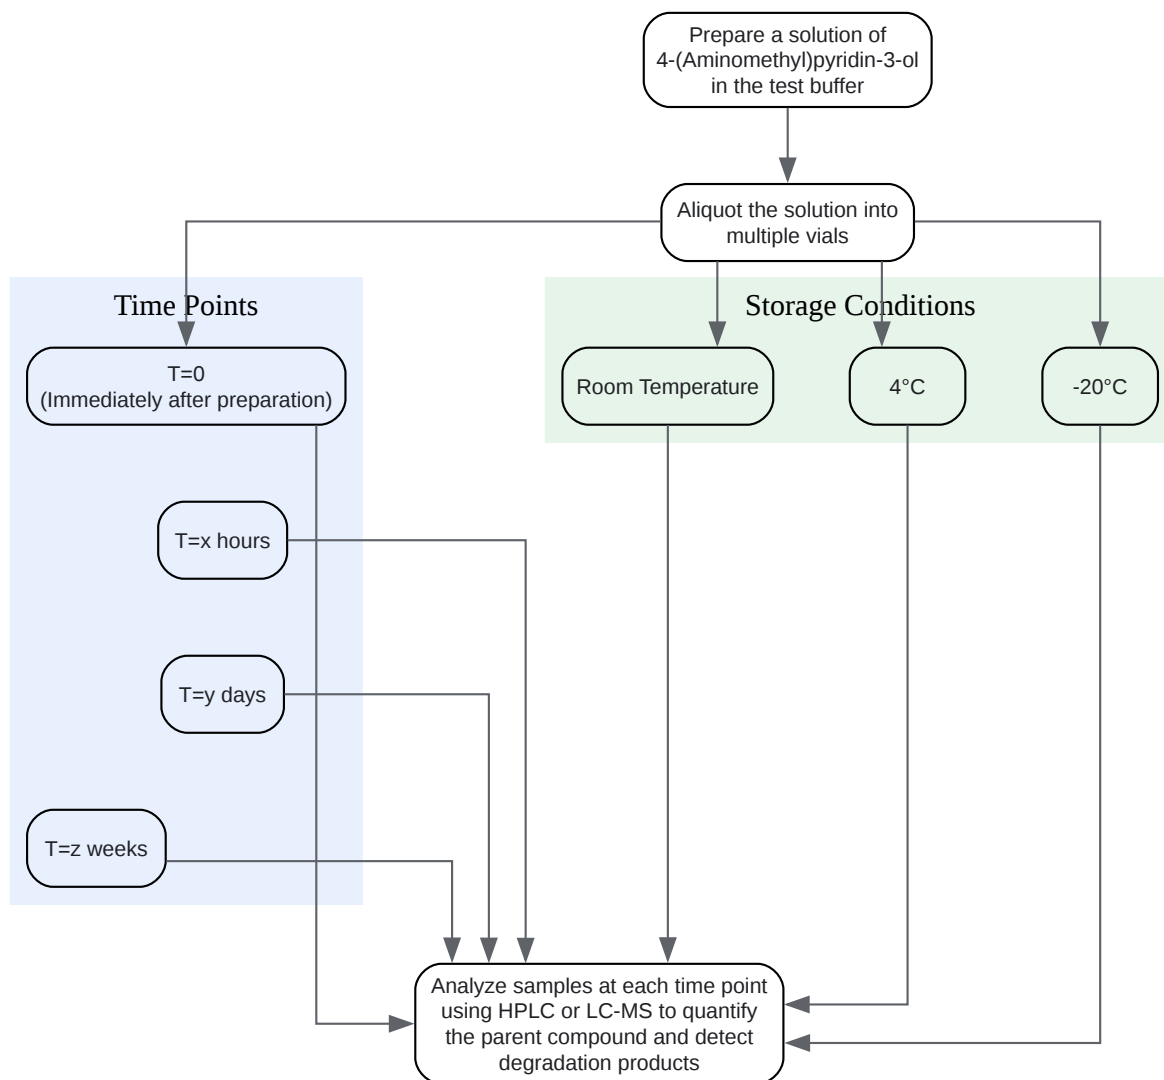 Prepare a solution of
4-(Aminomethyl)pyridin-3-ol
in the test buffer
Aliquot the solution into
multiple vials
Time Points
Storage Conditions
T=0
(Immediately after preparation)
Room Temperature
4°C
-20°C
T=x hours
T=y days
T=z weeks
Analyze samples at each time point
using HPLC or LC-MS to quantify
the parent compound and detect
degradation products